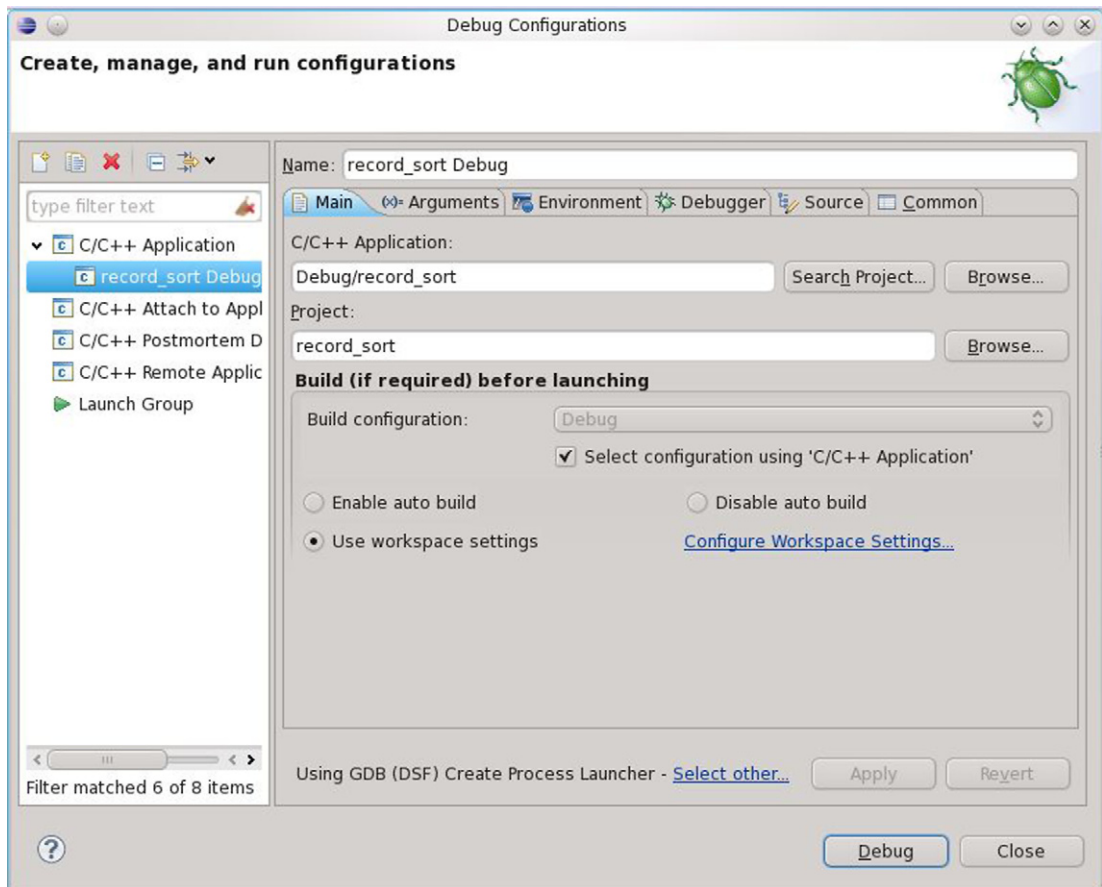 Debug Configurations
Create, manage, and run configurations
type filter text
C/C++ Application
record_sort Debug
C/C++ Attach to Appl
C/C++ Postmortem D
C/C++ Remote Applic
Launch Group
Filter matched 6 of 8 items
Name: record_sort Debug
Main (x)= Arguments Environment Debugger Source Common
C/C++ Application:
Debug/record_sort Search Project... Browse...
Project:
record_sort Browse...
Build (if required) before launching
Build configuration: Debug
Select configuration using 'C/C++ Application'
Enable auto build Disable auto build
Use workspace settings Configure Workspace Settings...
Using GDB (DSF) Create Process Launcher - Select other... Apply Revert
? Debug Close